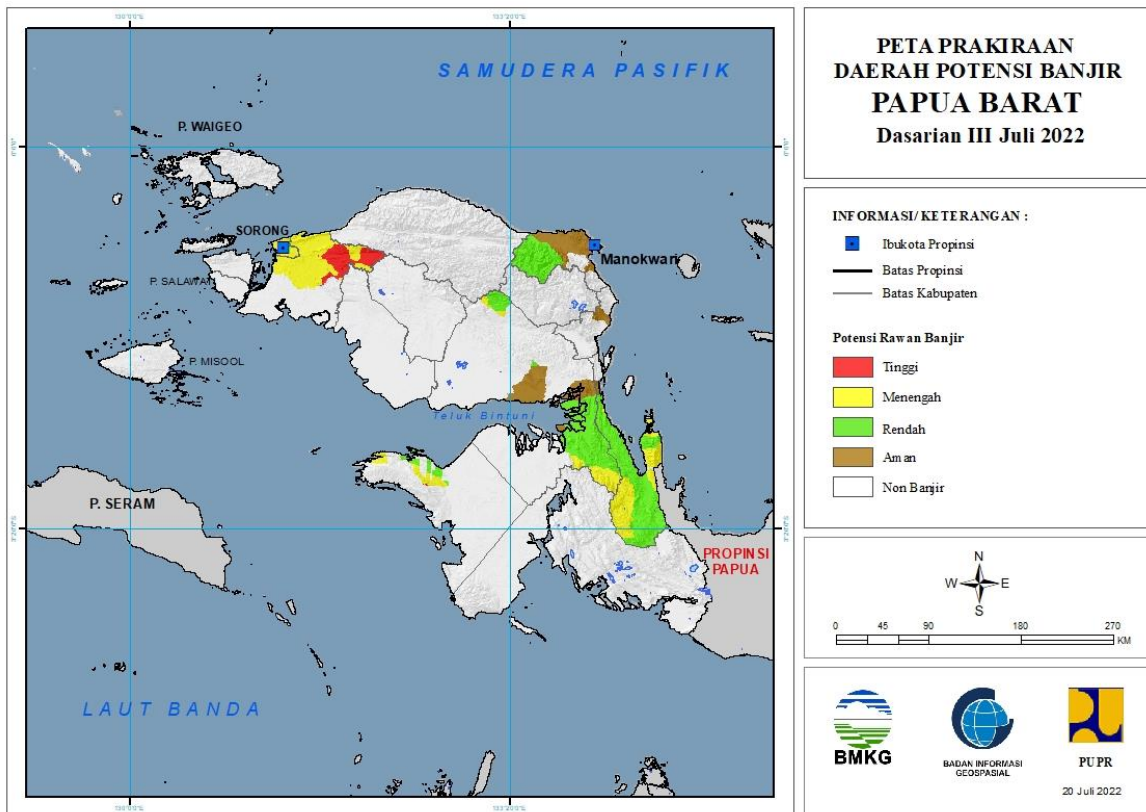 PETA PRAKIRAAN
DAERAH POTENSI BANJIR
PAPUA BARAT
Dasarian III Juli 2022
INFORMASI/ KETERANGAN :
Ibukota Propinsi
Batas Propinsi
Batas Kabupaten
Potensi Rawan Banjir
Tinggi
Menengah
Rendah
Aman
Non Banjir
N
W E
S
0 45 90 180 270
KM
BMKG
BADAN INFORMASI
GEOSPASIAL
PUPR
20 Juli 2022
SAMUDERA PASIFIK
P. WAIGEO
SORONG
Manokwari
P. SALAWATI
P. MISOOL
Teluk Bintuni
P. SERAM
PROPINSI
PAPUA
LAUT BANDA